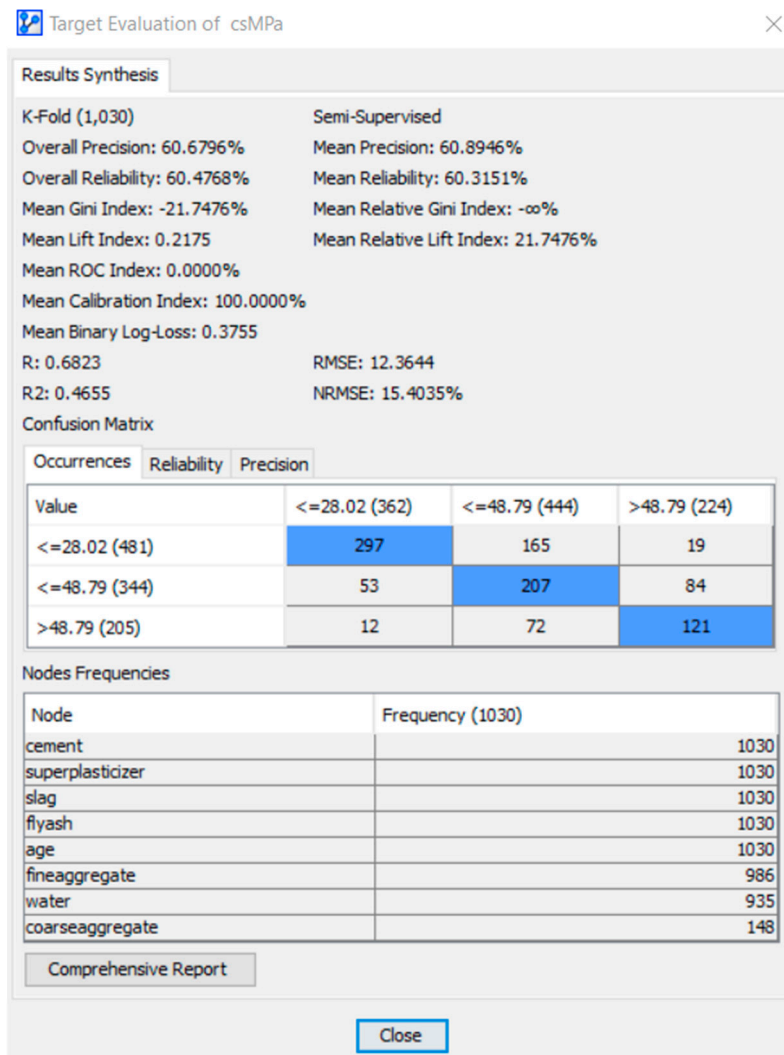 Target Evaluation of csMPa
Results Synthesis
K-Fold (1,030) Semi-Supervised
Overall Precision: 60.6796% Mean Precision: 60.8946%
Overall Reliability: 60.4768% Mean Reliability: 60.3151%
Mean Gini Index: -21.7476% Mean Relative Gini Index: -∞%
Mean Lift Index: 0.2175 Mean Relative Lift Index: 21.7476%
Mean ROC Index: 0.0000%
Mean Calibration Index: 100.0000%
Mean Binary Log-Loss: 0.3755
R: 0.6823 RMSE: 12.3644
R2: 0.4655 NRMSE: 15.4035%
Confusion Matrix
Occurrences Reliability Precision
Value <=28.02 (362) <=48.79 (444) >48.79 (224)
<=28.02 (481) 297 165 19
<=48.79 (344) 53 207 84
>48.79 (205) 12 72 121
Nodes Frequencies
Node Frequency (1030)
cement 1030
superplasticizer 1030
slag 1030
flyash 1030
age 1030
fineaggregate 986
water 935
coarseaggregate 148
Comprehensive Report
Close